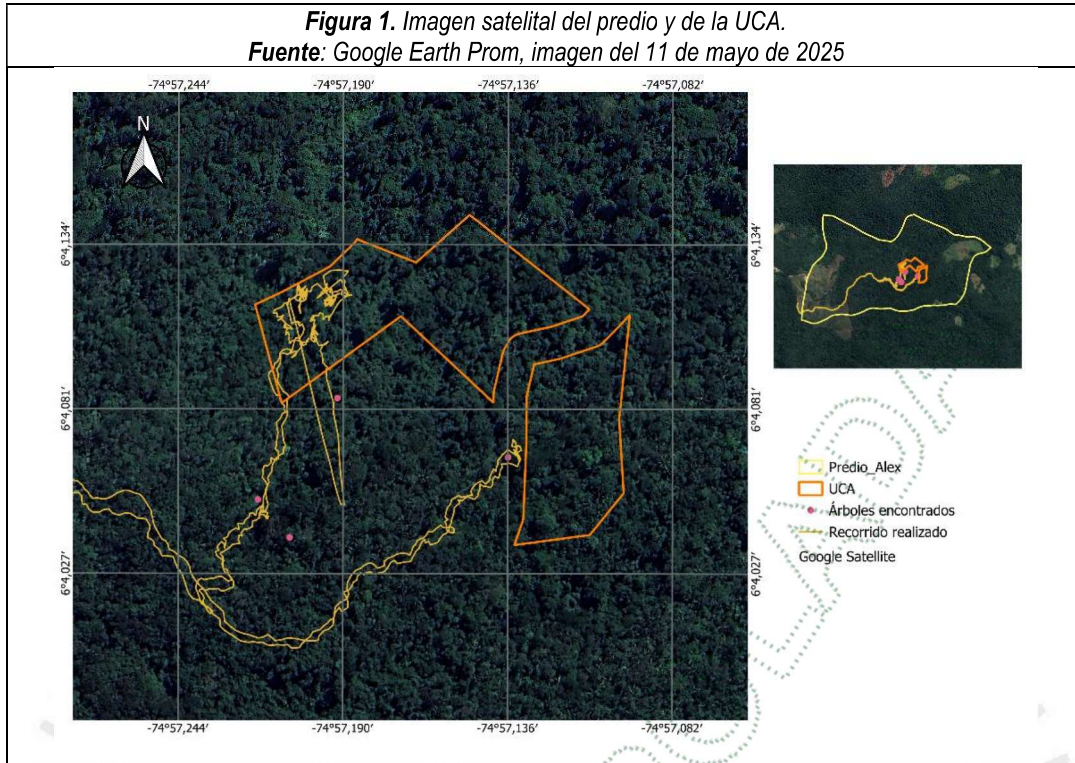 Figura 1. Imagen satelital del predio y de la UCA.
Fuente: Google Earth Prom, imagen del 11 de mayo de 2025
-74°57,244′ -74°57,190′ -74°57,136′ -74°57,082′
N
6°4,134′ 6°4,134′
6°4,081′ 6°4,081′
6°4,027′ 6°4,027′
-74°57,244′ -74°57,190′ -74°57,136′ -74°57,082′
Predio_Alex
UCA
Árboles encontrados
Recorrido realizado
Google Satellite